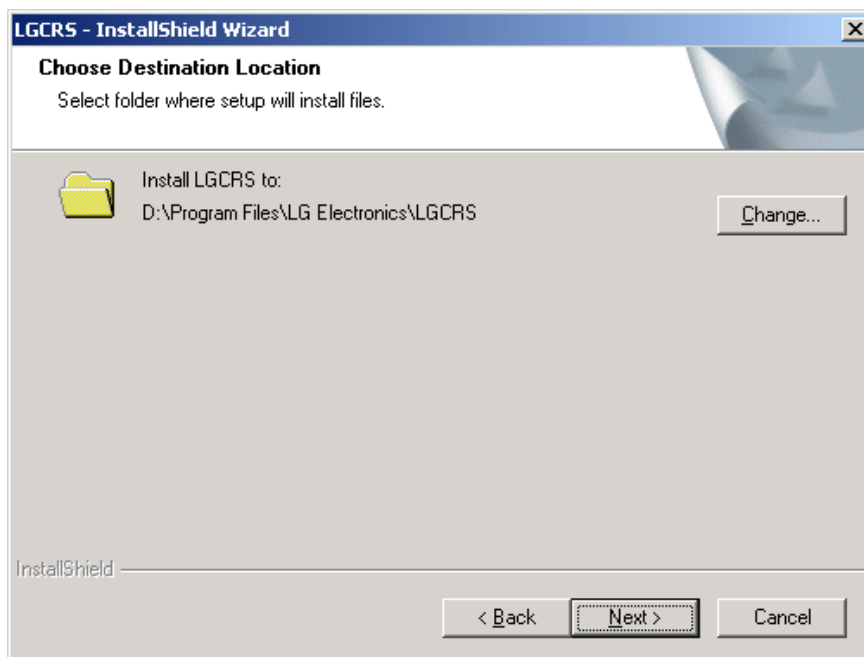 LGCRS - InstallShield Wizard
Choose Destination Location
Select folder where setup will install files.
Install LGCRS to:
D:\Program Files\LG Electronics\LGCRS
Change...
InstallShield
< Back
Next >
Cancel